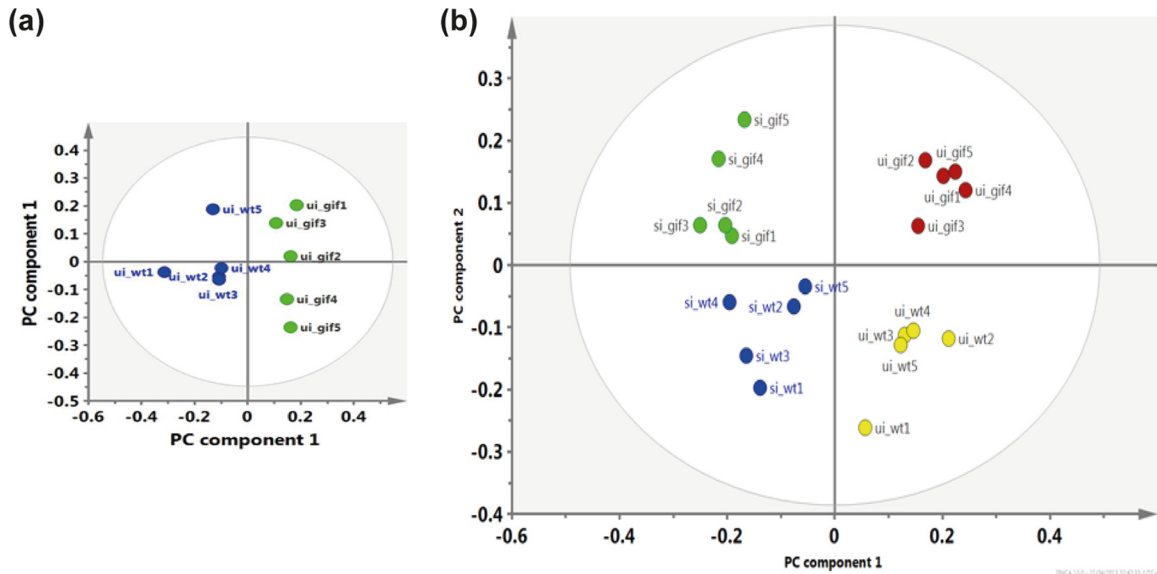 (a)
0.4
0.3
0.2
0.1
0
-0.1
-0.2
-0.3
-0.4
-0.5
-0.6
-0.4
-0.2
0
0.2
0.4
PC component 1
PC component 1
ui_wt5
ui_wt1
ui_wt2
ui_wt4
ui_wt3
ui_gif1
ui_gif3
ui_gif2
ui_gif4
ui_gif5
(b)
0.3
0.2
0.1
0
-0.1
-0.2
-0.3
-0.4
-0.6
-0.4
-0.2
0
0.2
0.4
PC component 2
PC component 1
si_gif5
si_gif4
si_gif2
si_gif3
si_gif1
ui_gif2
ui_gif5
ui_gif1
ui_gif4
ui_gif3
si_wt5
si_wt4
si_wt2
si_wt3
si_wt1
ui_wt4
ui_wt3
ui_wt2
ui_wt5
ui_wt1